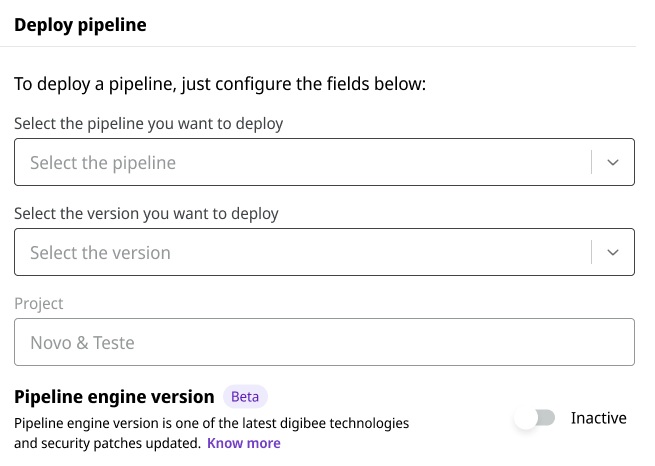 Deploy pipeline
To deploy a pipeline, just configure the fields below:
Select the pipeline you want to deploy
Select the pipeline
Select the version you want to deploy
Select the version
Project
Novo & Teste
Pipeline engine version Beta
Pipeline engine version is one of the latest digibee technologies
and security patches updated. Know more
Inactive